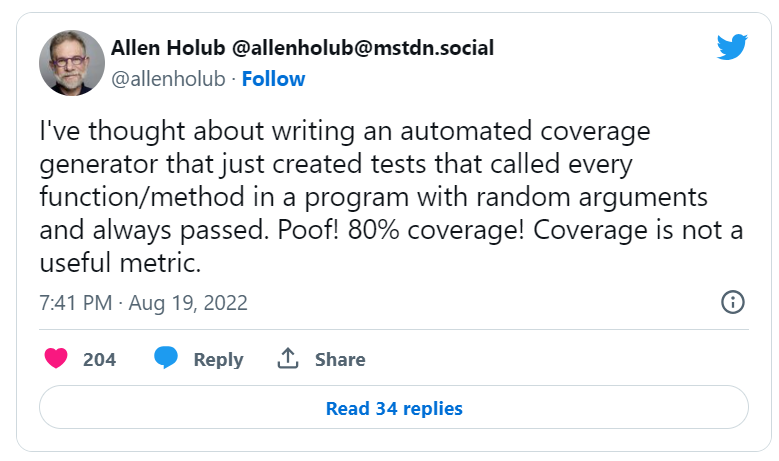 Allen Holub @allenholub@mstdn.social
@allenholub · Follow
I've thought about writing an automated coverage
generator that just created tests that called every
function/method in a program with random arguments
and always passed. Poof! 80% coverage! Coverage is not a
useful metric.
7:41 PM · Aug 19, 2022
204 Reply Share
Read 34 replies